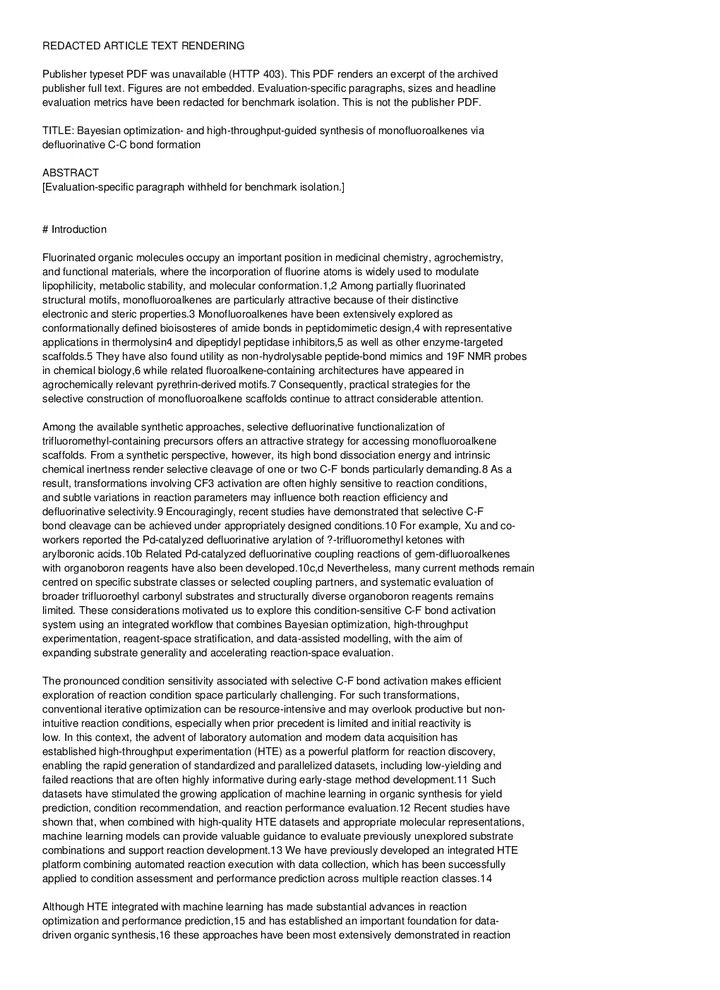 REDACTED ARTICLE TEXT RENDERING
Publisher typeset PDF was unavailable (HTTP 403). This PDF renders an excerpt of the archived
publisher full text. Figures are not embedded. Evaluation-specific paragraphs, sizes and headline
evaluation metrics have been redacted for benchmark isolation. This is not the publisher PDF.
TITLE: Bayesian optimization- and high-throughput-guided synthesis of monofluoroalkenes via
defluorinative C-C bond formation
ABSTRACT
[Evaluation-specific paragraph withheld for benchmark isolation.]
# Introduction
Fluorinated organic molecules occupy an important position in medicinal chemistry, agrochemistry,
and functional materials, where the incorporation of fluorine atoms is widely used to modulate
lipophilicity, metabolic stability, and molecular conformation.1,2 Among partially fluorinated
structural motifs, monofluoroalkenes are particularly attractive because of their distinctive
electronic and steric properties.3 Monofluoroalkenes have been extensively explored as
conformationally defined bioisosteres of amide bonds in peptidomimetic design,4 with representative
applications in thermolysin4 and dipeptidyl peptidase inhibitors,5 as well as other enzyme-targeted
scaffolds.5 They have also found utility as non-hydrolysable peptide-bond mimics and 19F NMR probes
in chemical biology,6 while related fluoroalkene-containing architectures have appeared in
agrochemically relevant pyrethrin-derived motifs.7 Consequently, practical strategies for the
selective construction of monofluoroalkene scaffolds continue to attract considerable attention.
Among the available synthetic approaches, selective defluorinative functionalization of
trifluoromethyl-containing precursors offers an attractive strategy for accessing monofluoroalkene
scaffolds. From a synthetic perspective, however, its high bond dissociation energy and intrinsic
chemical inertness render selective cleavage of one or two C-F bonds particularly demanding.8 As a
result, transformations involving CF3 activation are often highly sensitive to reaction conditions,
and subtle variations in reaction parameters may influence both reaction efficiency and
defluorinative selectivity.9 Encouragingly, recent studies have demonstrated that selective C-F
bond cleavage can be achieved under appropriately designed conditions.10 For example, Xu and co-
workers reported the Pd-catalyzed defluorinative arylation of ?-trifluoromethyl ketones with
arylboronic acids.10b Related Pd-catalyzed defluorinative coupling reactions of gem-difluoroalkenes
with organoboron reagents have also been developed.10c,d Nevertheless, many current methods remain
centred on specific substrate classes or selected coupling partners, and systematic evaluation of
broader trifluoroethyl carbonyl substrates and structurally diverse organoboron reagents remains
limited. These considerations motivated us to explore this condition-sensitive C-F bond activation
system using an integrated workflow that combines Bayesian optimization, high-throughput
experimentation, reagent-space stratification, and data-assisted modelling, with the aim of
expanding substrate generality and accelerating reaction-space evaluation.
The pronounced condition sensitivity associated with selective C-F bond activation makes efficient
exploration of reaction condition space particularly challenging. For such transformations,
conventional iterative optimization can be resource-intensive and may overlook productive but non-
intuitive reaction conditions, especially when prior precedent is limited and initial reactivity is
low. In this context, the advent of laboratory automation and modern data acquisition has
established high-throughput experimentation (HTE) as a powerful platform for reaction discovery,
enabling the rapid generation of standardized and parallelized datasets, including low-yielding and
failed reactions that are often highly informative during early-stage method development.11 Such
datasets have stimulated the growing application of machine learning in organic synthesis for yield
prediction, condition recommendation, and reaction performance evaluation.12 Recent studies have
shown that, when combined with high-quality HTE datasets and appropriate molecular representations,
machine learning models can provide valuable guidance to evaluate previously unexplored substrate
combinations and support reaction development.13 We have previously developed an integrated HTE
platform combining automated reaction execution with data collection, which has been successfully
applied to condition assessment and performance prediction across multiple reaction classes.14
Although HTE integrated with machine learning has made substantial advances in reaction
optimization and performance prediction,15 and has established an important foundation for data-
driven organic synthesis,16 these approaches have been most extensively demonstrated in reaction